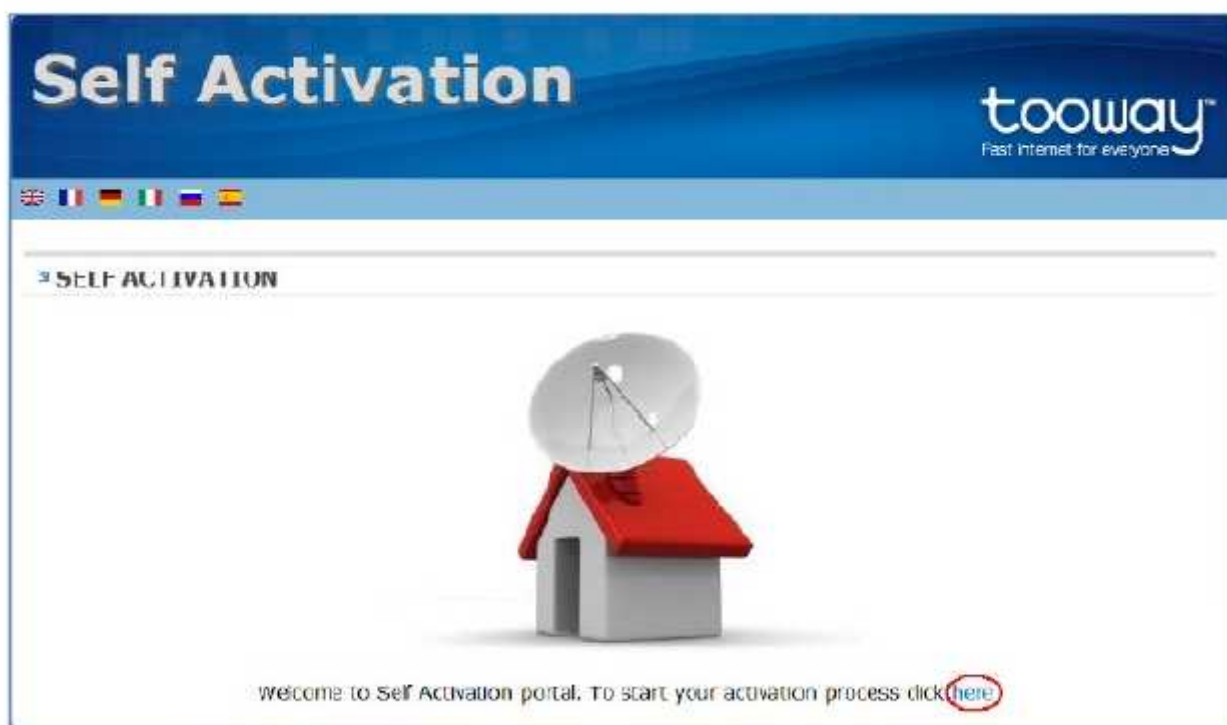 Self Activation
tooway™
Fast internet for everyone
SELF ACTIVATION
Welcome to Self Activation portal. To start your activation process click here